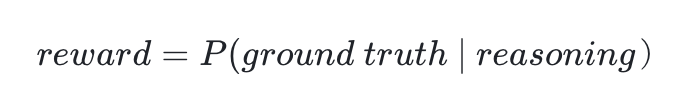 reward = P(ground truth | reasoning)